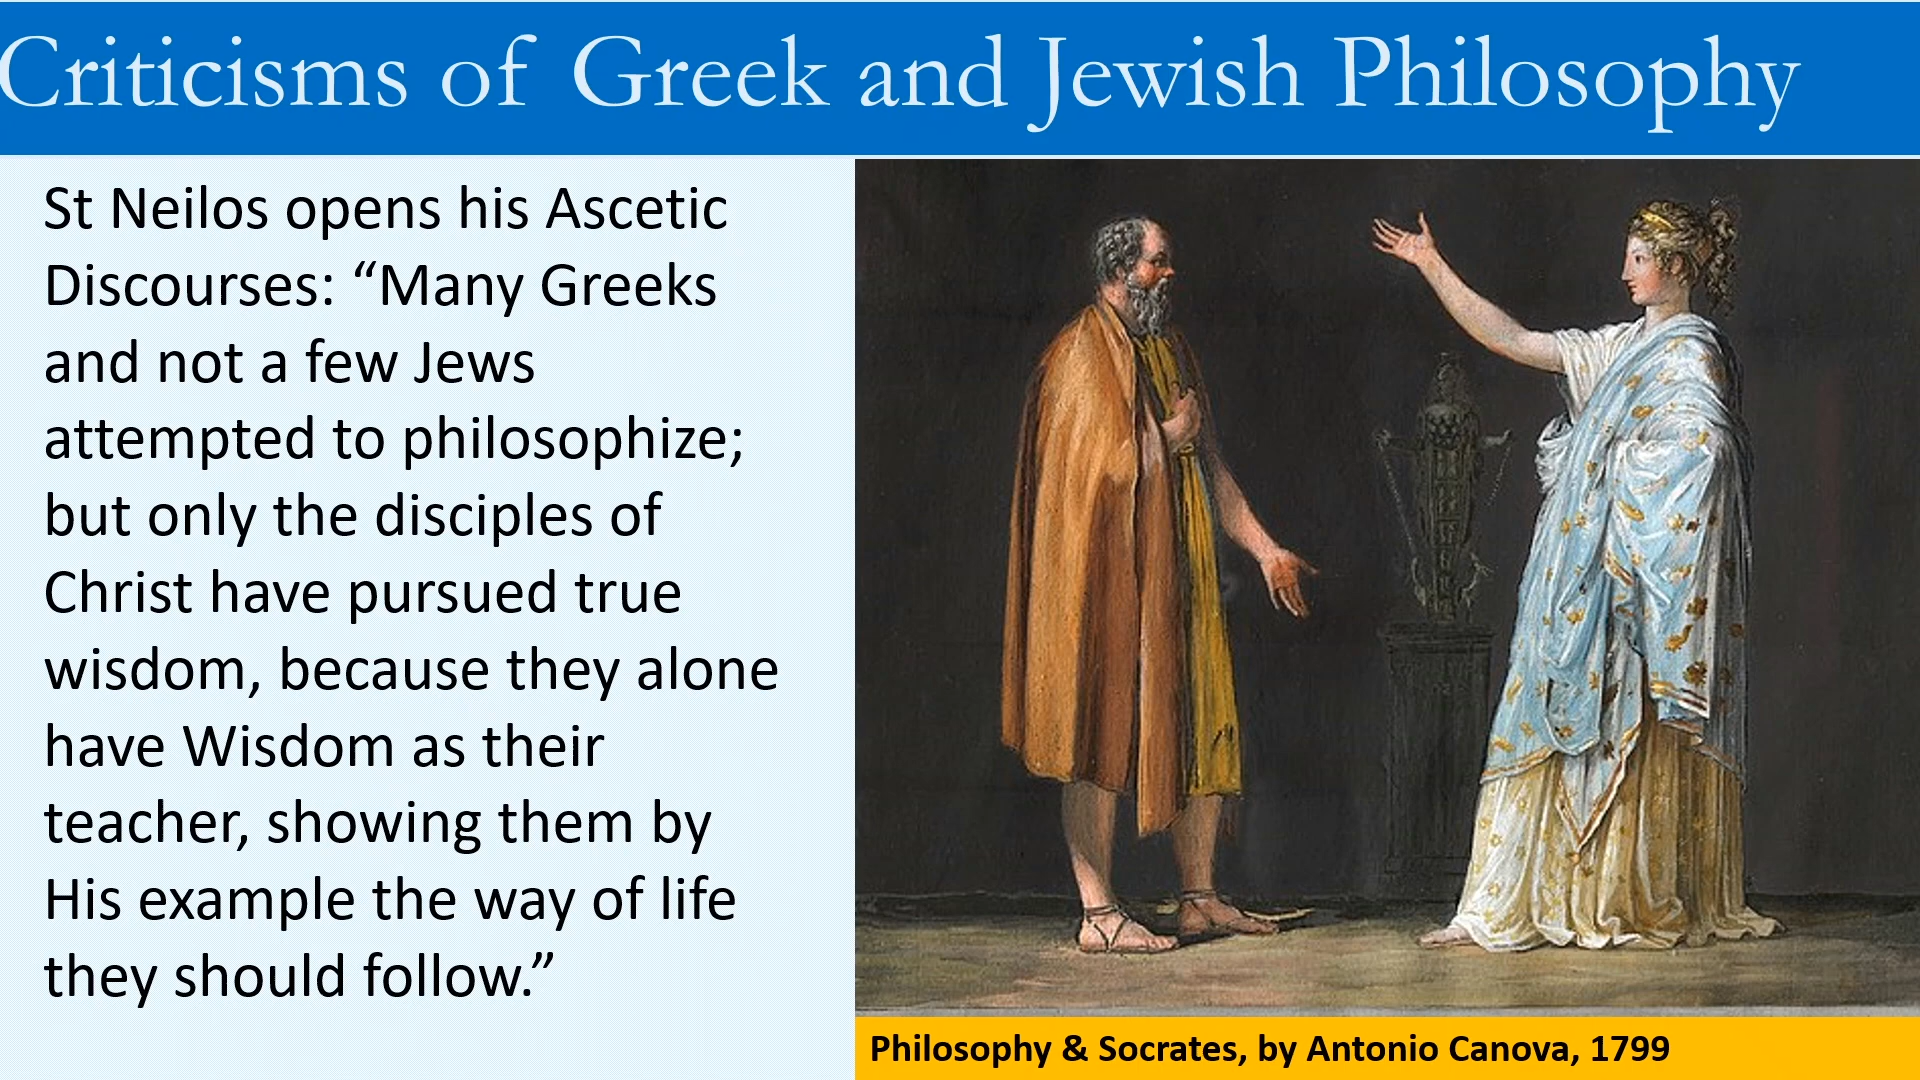 Criticisms of Greek and Jewish Philosophy
St Neilos opens his Ascetic
Discourses: “Many Greeks
and not a few Jews
attempted to philosophize;
but only the disciples of
Christ have pursued true
wisdom, because they alone
have Wisdom as their
teacher, showing them by
His example the way of life
they should follow.”
Philosophy & Socrates, by Antonio Canova, 1799